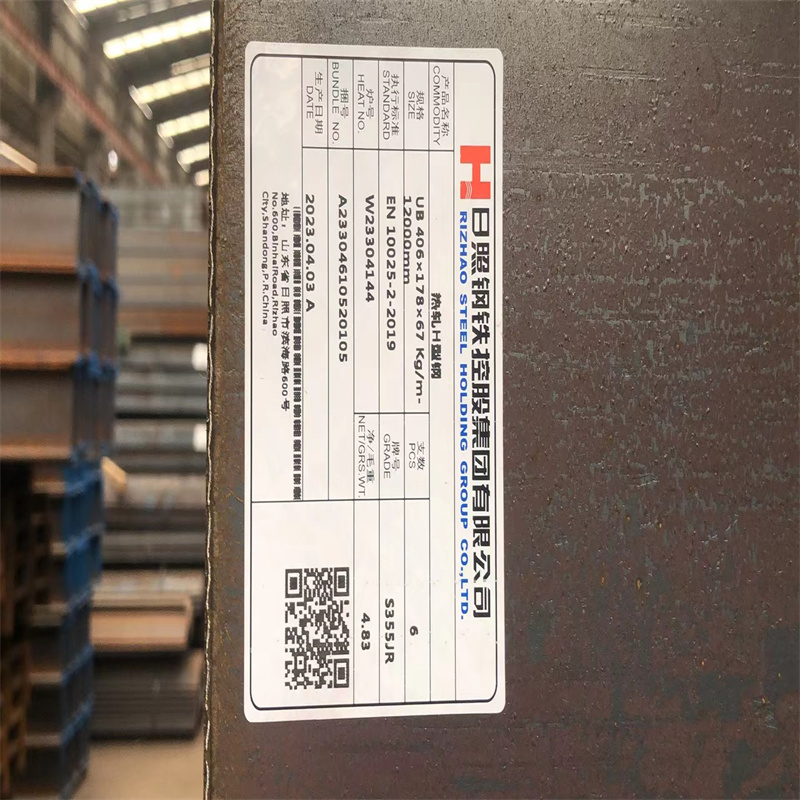 日照钢铁控股集团有限公司
RIZHAO STEEL HOLDING GROUP CO.,LTD.
产品名称
COMMODITY
热轧H型钢
规格
SIZE
UB 406×178×67 Kg/m-
12000mm
支数
PCS
6
执行标准
STANDARD
EN 10025-2-2019
牌号
GRADE
S355JR
炉号
HEAT NO.
W23304144
净/毛重
NET/GRS.WT.
4.83
捆号
BUNDLE NO.
A23304610520105
生产日期
DATE
2023.04.03 A
地址:山东省日照市滨海路600号
No.600,BinhaiRoad,Rizhao
City,Shandong,P.R.China